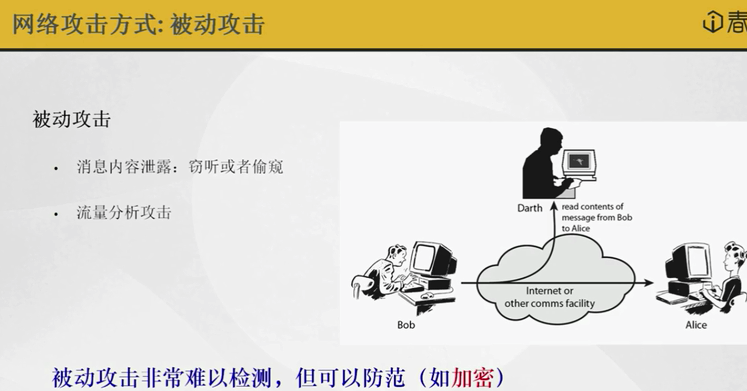 网络攻击方式: 被动攻击
春
被动攻击
• 消息内容泄露：窃听或者偷窥
• 流量分析攻击
Darth
read contents of
message from Bob
to Alice
Internet or
other comms facility
Bob
Alice
被动攻击非常难以检测，但可以防范（如加密）